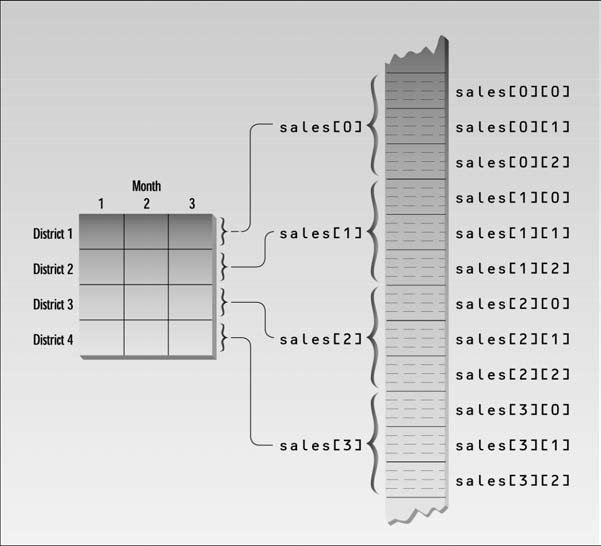 Month
1 2 3
District 1
District 2
District 3
District 4
sales[0]
sales[1]
sales[2]
sales[3]
sales[0][0]
sales[0][1]
sales[0][2]
sales[1][0]
sales[1][1]
sales[1][2]
sales[2][0]
sales[2][1]
sales[2][2]
sales[3][0]
sales[3][1]
sales[3][2]